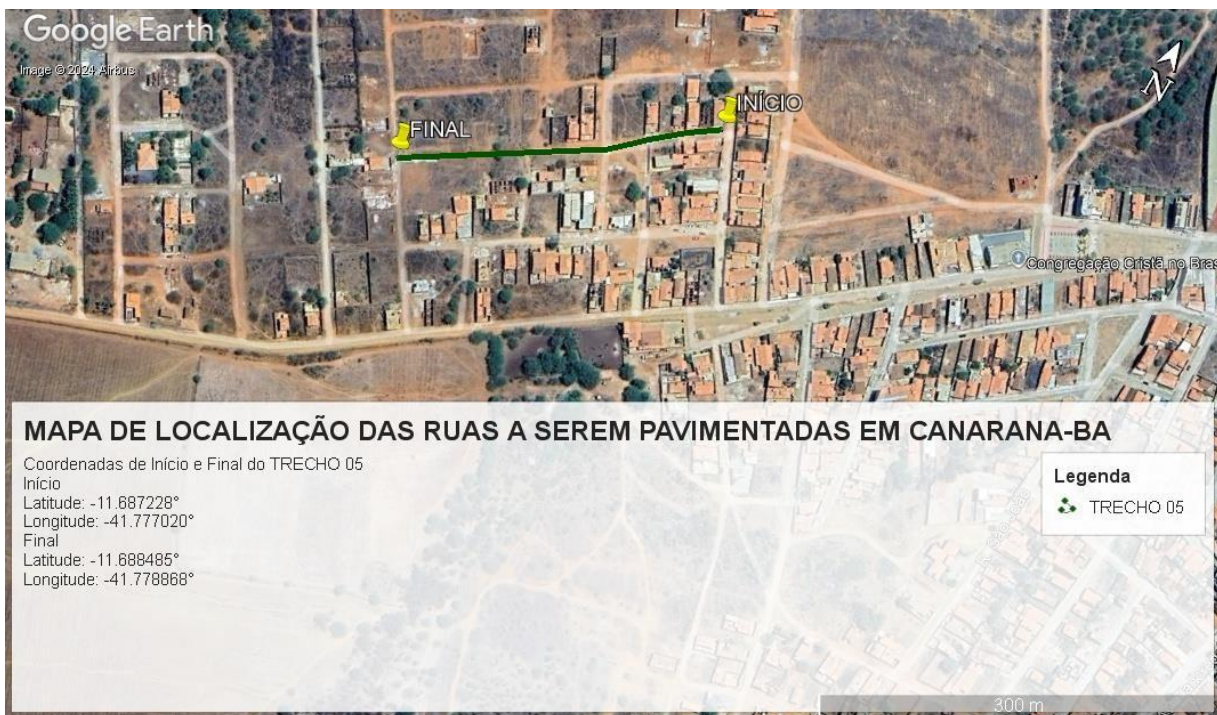 Google Earth
Image © 2024 Airbus
N
INÍCIO
FINAL
Congregação Cristã no Bras
MAPA DE LOCALIZAÇÃO DAS RUAS A SEREM PAVIMENTADAS EM CANARANA-BA
Coordenadas de Início e Final do TRECHO 05
Início
Latitude: -11.687228°
Longitude: -41.777020°
Final
Latitude: -11.688485°
Longitude: -41.778868°
Legenda
TRECHO 05
300 m